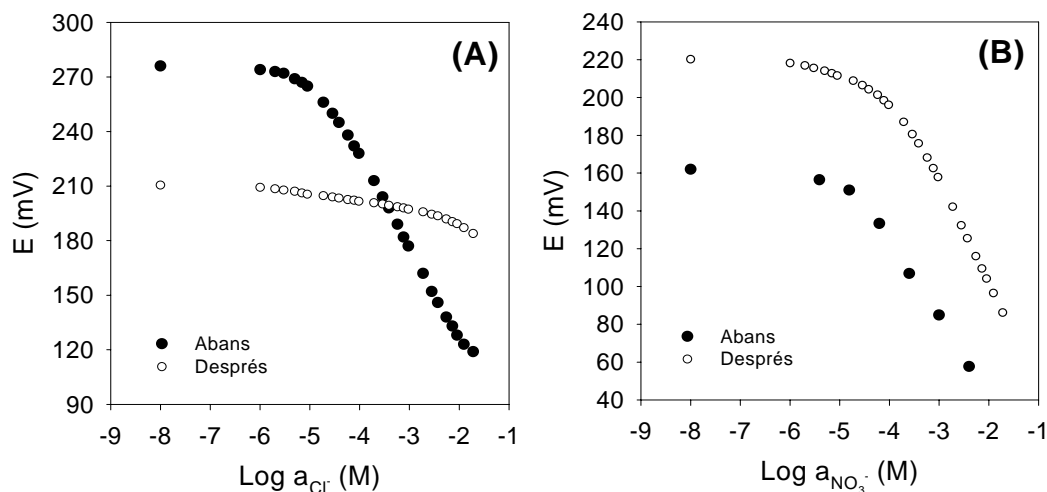 300
270
240
210
180
150
120
90
E (mV)
(A)
Abans
Després
-9 -8 -7 -6 -5 -4 -3 -2 -1
Log a Cl- (M)
240
220
200
180
160
140
120
100
80
60
40
E (mV)
(B)
Abans
Després
-9 -8 -7 -6 -5 -4 -3 -2 -1
Log a NO3- (M)